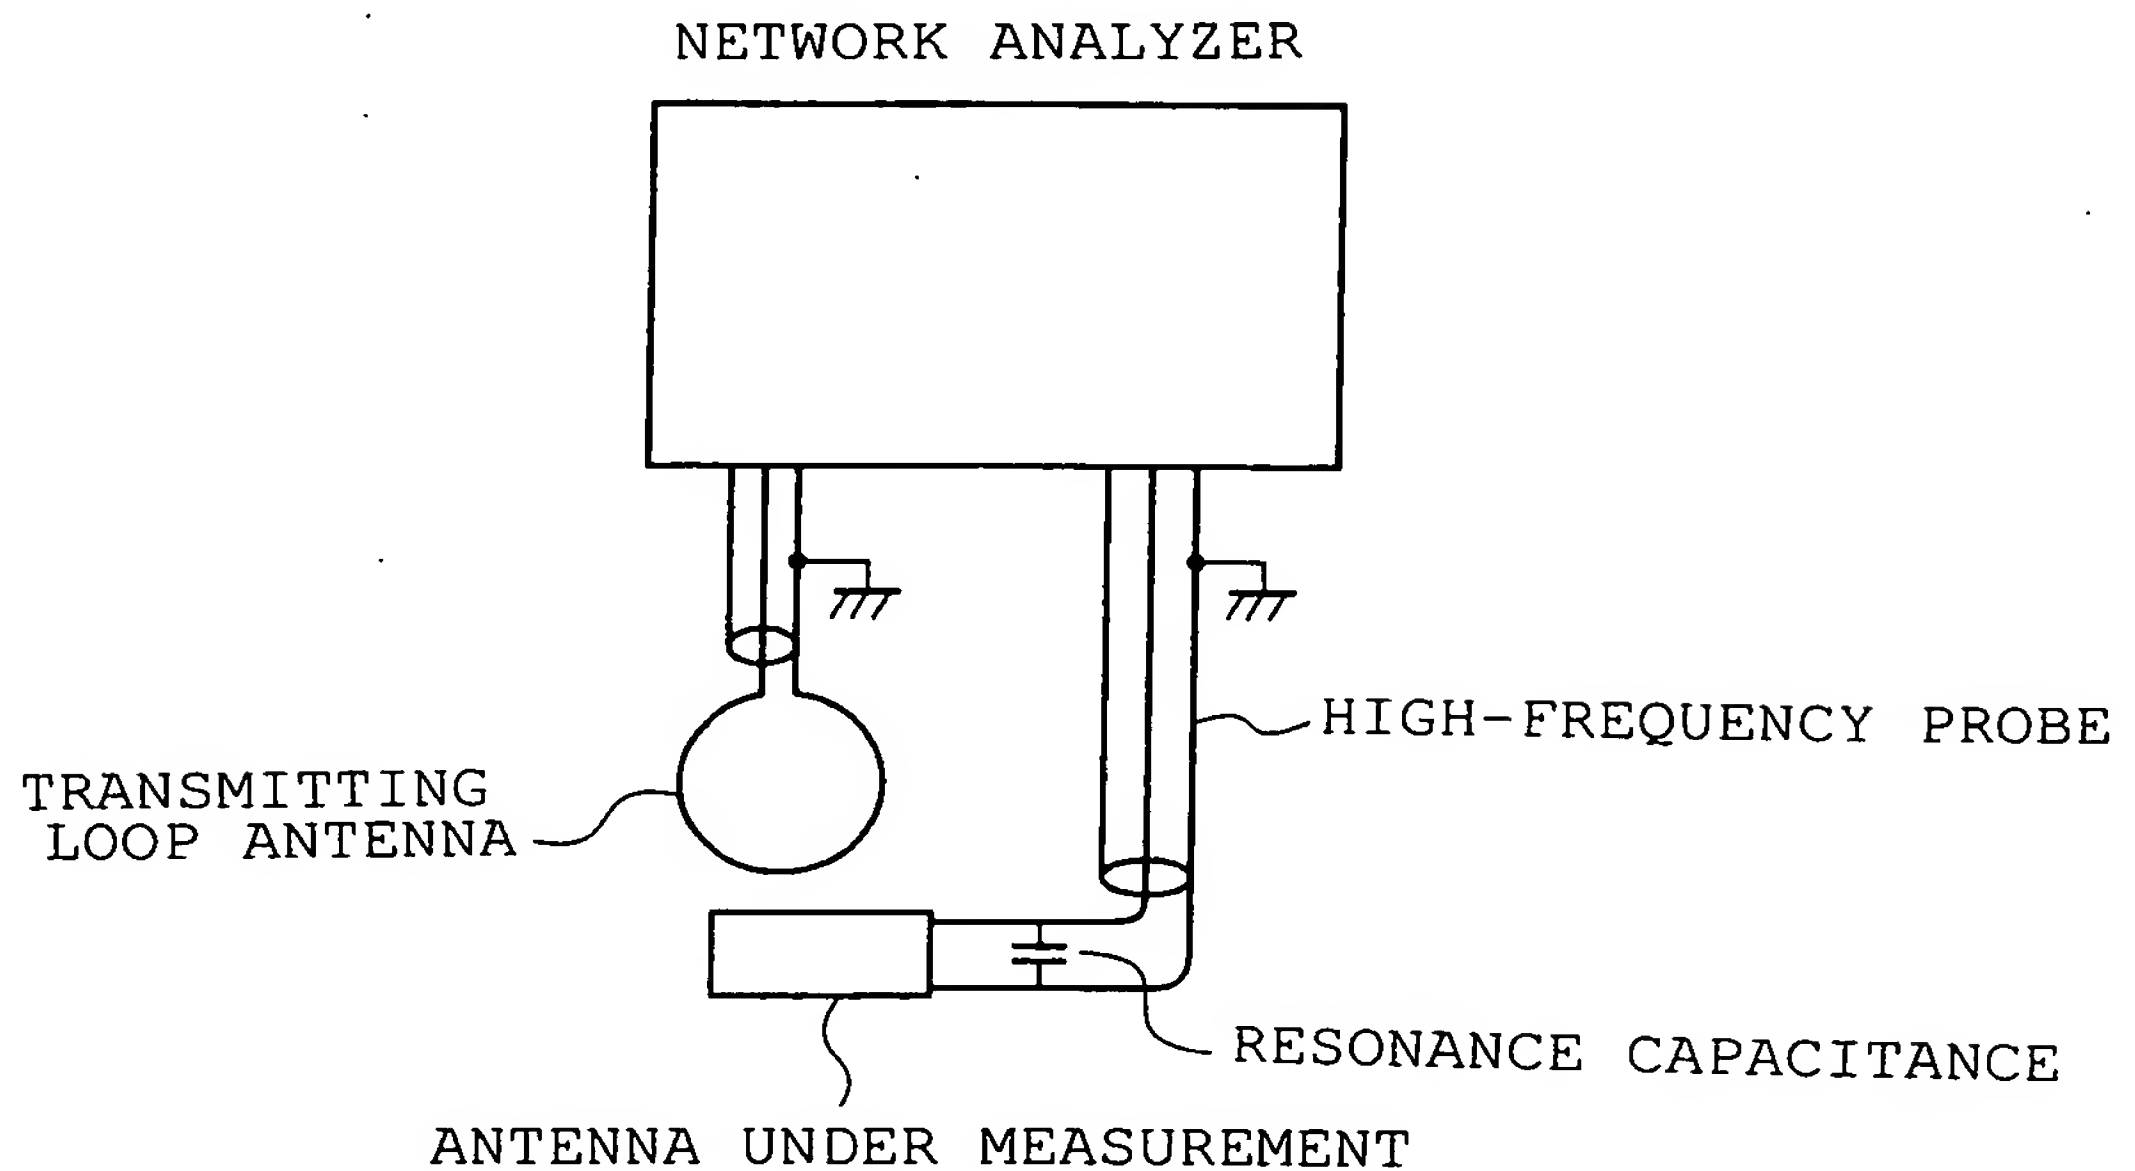 NETWORK ANALYZER
HIGH-FREQUENCY PROBE
TRANSMITTING
LOOP ANTENNA
RESONANCE CAPACITANCE
ANTENNA UNDER MEASUREMENT